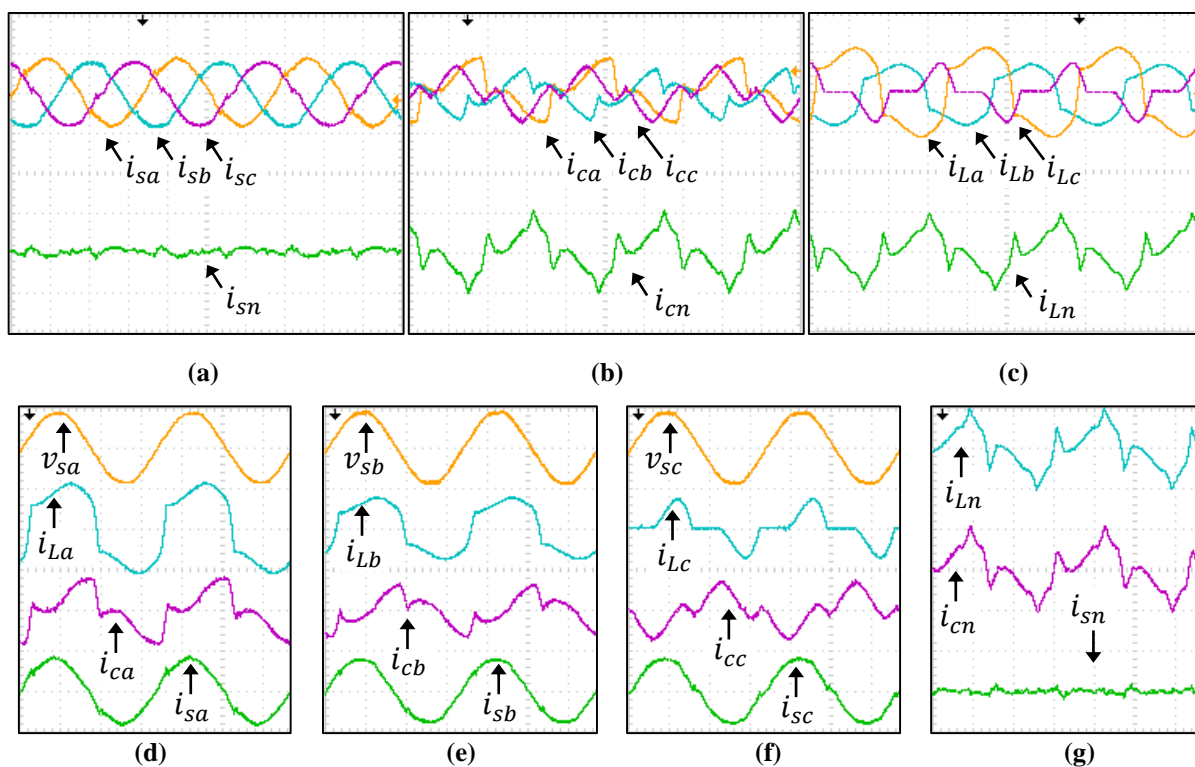 i_sa i_sb i_sc
i_sn
i_ca i_cb i_cc
i_cn
i_La i_Lb i_Lc
i_Ln
(a) (b) (c)
v_sa
i_La
i_ca
i_sa
v_sb
i_Lb
i_cb
i_sb
v_sc
i_Lc
i_cc
i_sc
i_Ln
i_cn
i_sn
(d) (e) (f) (g)